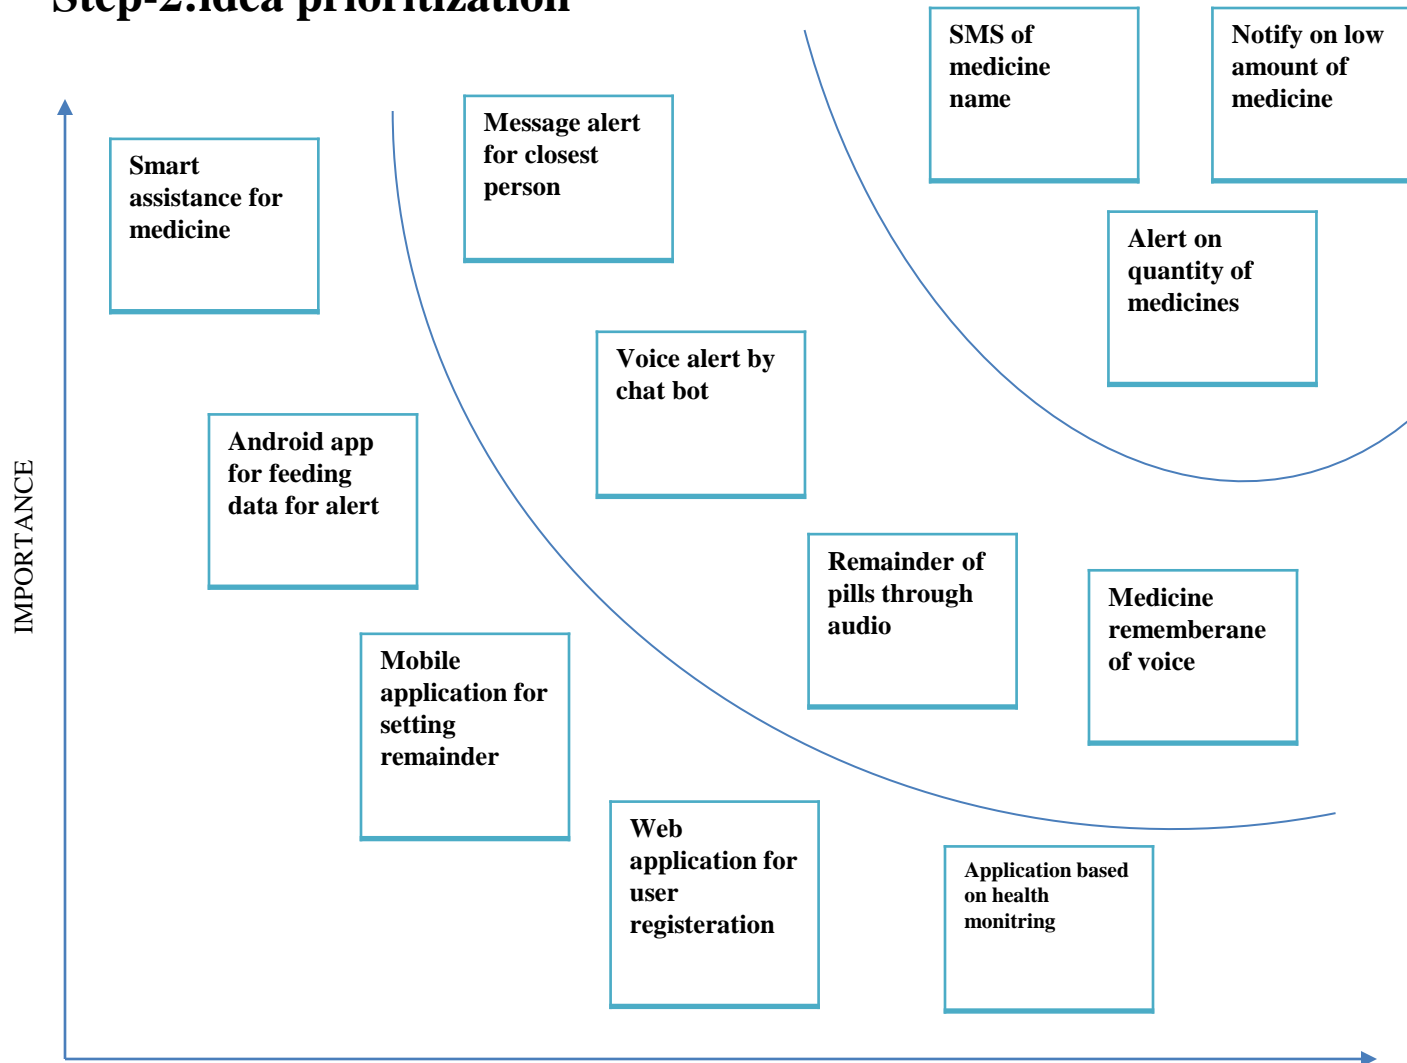 Step-2:idea prioritization
SMS of
medicine
name
Notify on low
amount of
medicine
Message alert
for closest
person
Smart
assistance for
medicine
Alert on
quantity of
medicines
Voice alert by
chat bot
Android app
for feeding
data for alert
IMPORTANCE
Remainder of
pills through
audio
Medicine
rememberane
of voice
Mobile
application for
setting
remainder
Web
application for
user
registeration
Application based
on health
monitring